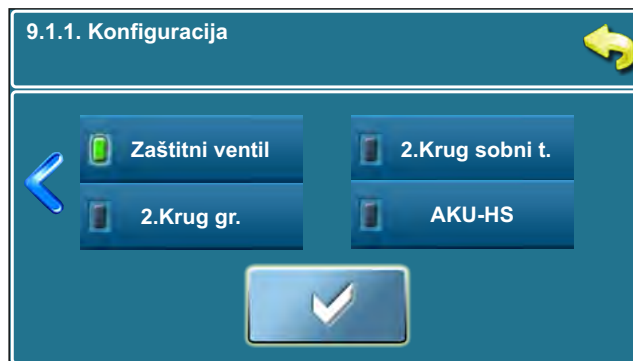 9.1.1. Konfiguracija
Zaštitni ventil
2.Krug sobni t.
2.Krug gr.
AKU-HS